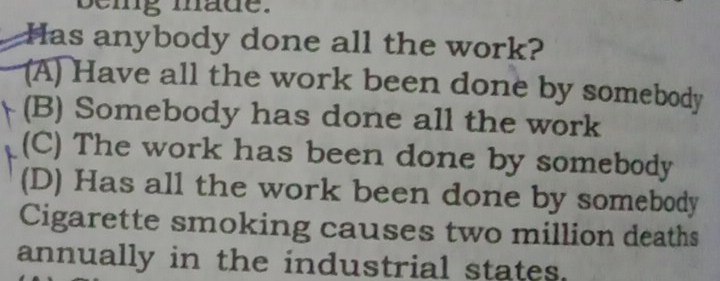 being made.
Has anybody done all the work?
(A) Have all the work been done by somebody
(B) Somebody has done all the work
(C) The work has been done by somebody
(D) Has all the work been done by somebody
Cigarette smoking causes two million deaths
annually in the industrial states.